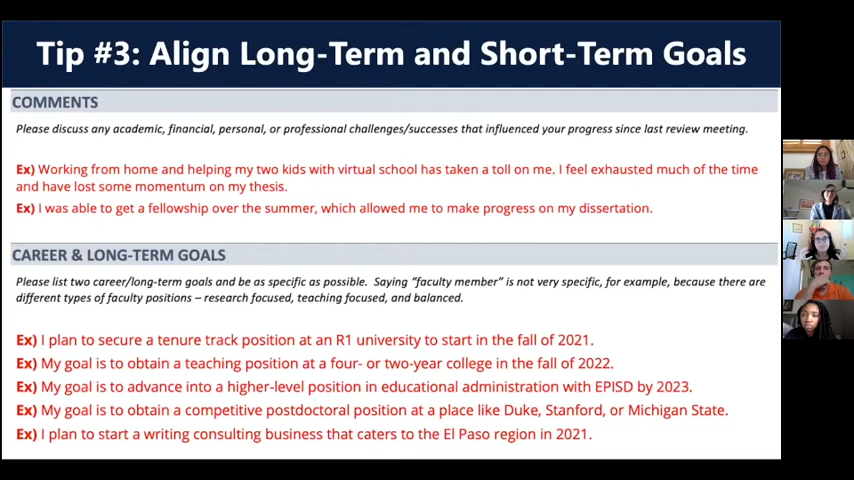 Tip #3: Align Long-Term and Short-Term Goals
COMMENTS
Please discuss any academic, financial, personal, or professional challenges/successes that influenced your progress since last review meeting.
Ex) Working from home and helping my two kids with virtual school has taken a toll on me. I feel exhausted much of the time
and have lost some momentum on my thesis.
Ex) I was able to get a fellowship over the summer, which allowed me to make progress on my dissertation.
CAREER & LONG-TERM GOALS
Please list two career/long-term goals and be as specific as possible. Saying “faculty member” is not very specific, for example, because there are
different types of faculty positions – research focused, teaching focused, and balanced.
Ex) I plan to secure a tenure track position at an R1 university to start in the fall of 2021.
Ex) My goal is to obtain a teaching position at a four- or two-year college in the fall of 2022.
Ex) My goal is to advance into a higher-level position in educational administration with EPISD by 2023.
Ex) My goal is to obtain a competitive postdoctoral position at a place like Duke, Stanford, or Michigan State.
Ex) I plan to start a writing consulting business that caters to the El Paso region in 2021.